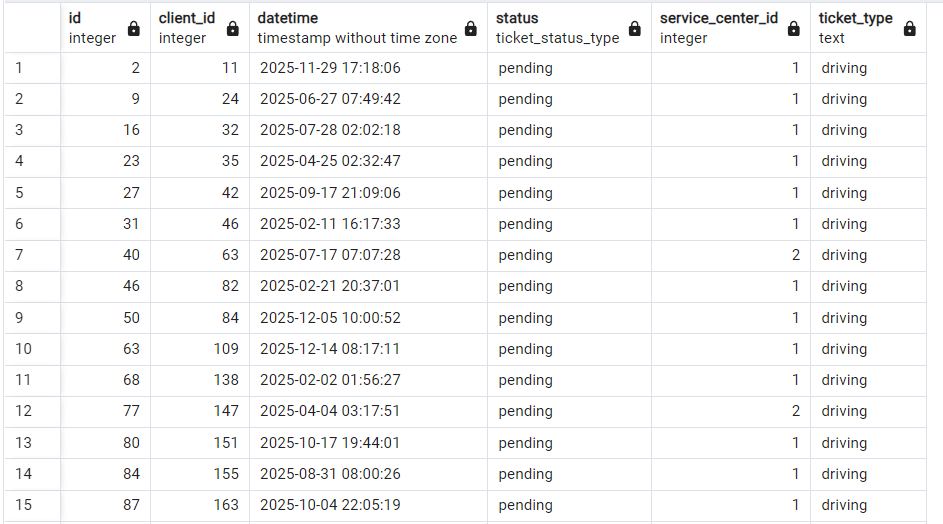 id client_id datetime status service_center_id ticket_type
integer integer timestamp without time zone ticket_status_type integer text
1 2 11 2025-11-29 17:18:06 pending 1 driving
2 9 24 2025-06-27 07:49:42 pending 1 driving
3 16 32 2025-07-28 02:02:18 pending 1 driving
4 23 35 2025-04-25 02:32:47 pending 1 driving
5 27 42 2025-09-17 21:09:06 pending 1 driving
6 31 46 2025-02-11 16:17:33 pending 1 driving
7 40 63 2025-07-17 07:07:28 pending 2 driving
8 46 82 2025-02-21 20:37:01 pending 1 driving
9 50 84 2025-12-05 10:00:52 pending 1 driving
10 63 109 2025-12-14 08:17:11 pending 1 driving
11 68 138 2025-02-02 01:56:27 pending 1 driving
12 77 147 2025-04-04 03:17:51 pending 2 driving
13 80 151 2025-10-17 19:44:01 pending 1 driving
14 84 155 2025-08-31 08:00:26 pending 1 driving
15 87 163 2025-10-04 22:05:19 pending 1 driving